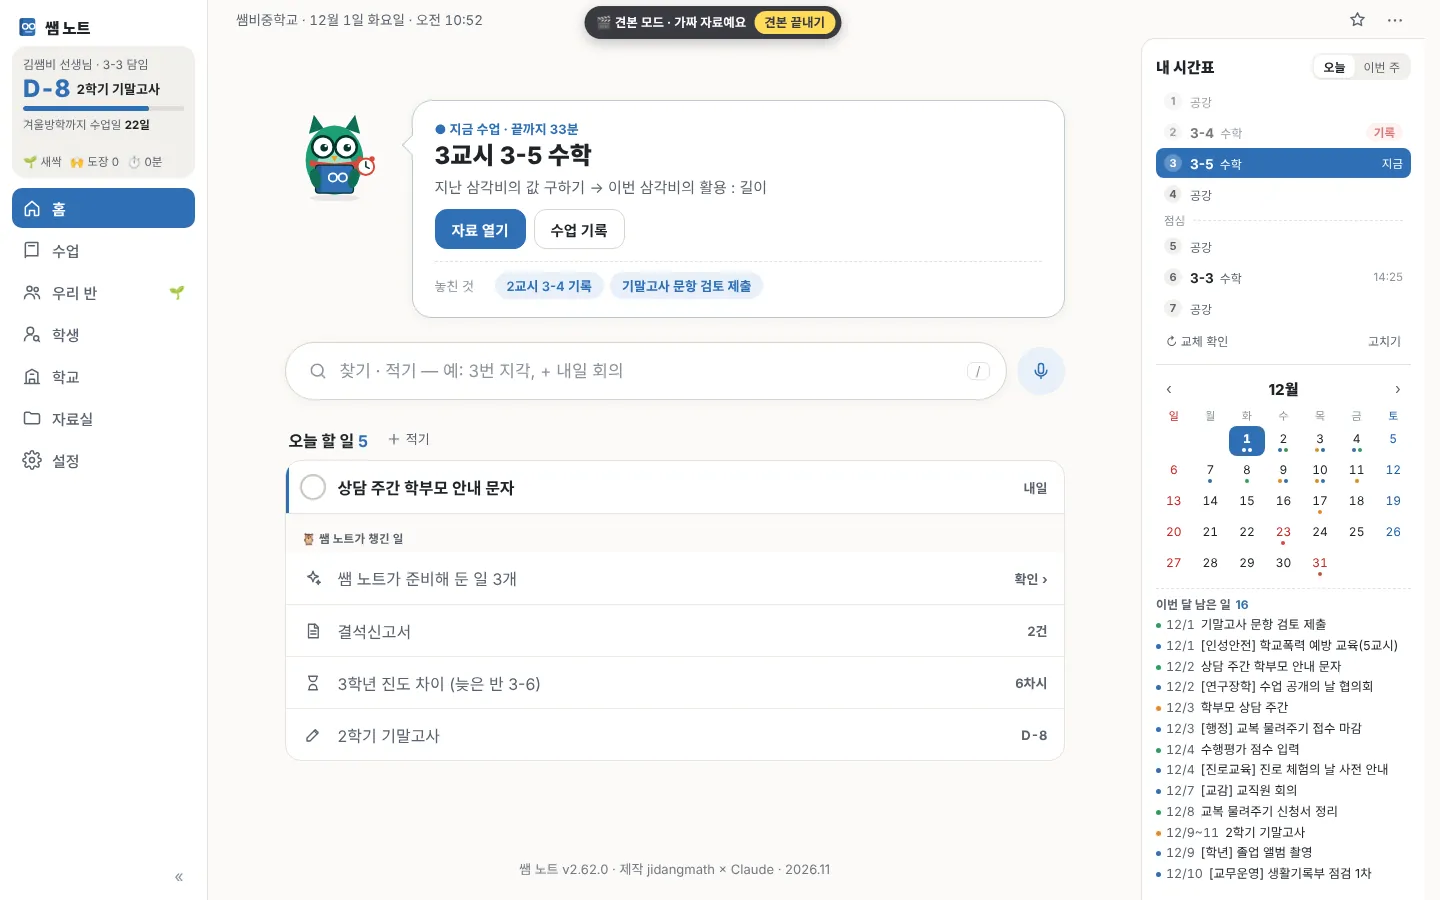 쌤 노트
김쌤비 선생님 · 3-3 담임
D-8 2학기 기말고사
겨울방학까지 수업일 22일
🌱 새싹 🙌 도장 0 ⏱️ 0분
홈
수업
우리 반
학생
학교
자료실
설정
«
쌤비중학교 · 12월 1일 화요일 · 오전 10:52
🎬 견본 모드 · 가짜 자료예요 견본 끝내기
● 지금 수업 · 끝까지 33분
3교시 3-5 수학
지난 삼각비의 값 구하기 → 이번 삼각비의 활용 : 길이
자료 열기 수업 기록
놓친 것 2교시 3-4 기록 기말고사 문항 검토 제출
찾기 · 적기 — 예: 3번 지각, + 내일 회의 /
오늘 할 일 5 + 적기
상담 주간 학부모 안내 문자 내일
🦉 쌤 노트가 챙긴 일
쌤 노트가 준비해 둔 일 3개 확인 ›
결석신고서 2건
3학년 진도 차이 (늦은 반 3-6) 6차시
2학기 기말고사 D-8
쌤 노트 v2.62.0 · 제작 jidangmath × Claude · 2026.11
내 시간표 오늘 이번 주
1 공강
2 3-4 수학 기록
3 3-5 수학 지금
4 공강
점심
5 공강
6 3-3 수학 14:25
7 공강
교체 확인 고치기
‹ 12월 ›
일 월 화 수 목 금 토
1 2 3 4 5
6 7 8 9 10 11 12
13 14 15 16 17 18 19
20 21 22 23 24 25 26
27 28 29 30 31
이번 달 남은 일 16
12/1 기말고사 문항 검토 제출
12/1 [인성안전] 학교폭력 예방 교육(5교시)
12/2 상담 주간 학부모 안내 문자
12/2 [연구장학] 수업 공개의 날 협의회
12/3 학부모 상담 주간
12/3 [행정] 교복 물려주기 접수 마감
12/4 수행평가 점수 입력
12/4 [진로교육] 진로 체험의 날 사전 안내
12/7 [교감] 교직원 회의
12/8 교복 물려주기 신청서 정리
12/9~11 2학기 기말고사
12/9 [학년] 졸업 앨범 촬영
12/10 [교무운영] 생활기록부 점검 1차